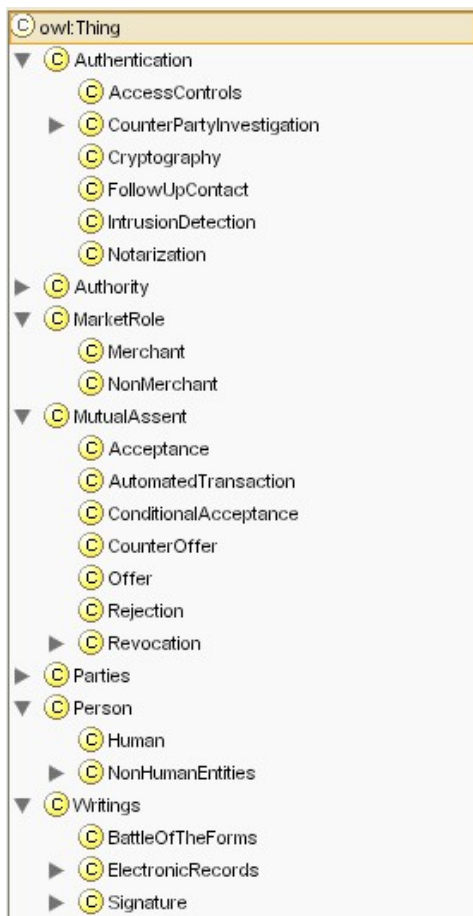 C owl:Thing
C Authentication
C AccessControls
C CounterPartyInvestigation
C Cryptography
C FollowUpContact
C IntrusionDetection
C Notarization
C Authority
C MarketRole
C Merchant
C NonMerchant
C MutualAssent
C Acceptance
C AutomatedTransaction
C ConditionalAcceptance
C CounterOffer
C Offer
C Rejection
C Revocation
C Parties
C Person
C Human
C NonHumanEntities
C Writings
C BattleOfTheForms
C ElectronicRecords
C Signature